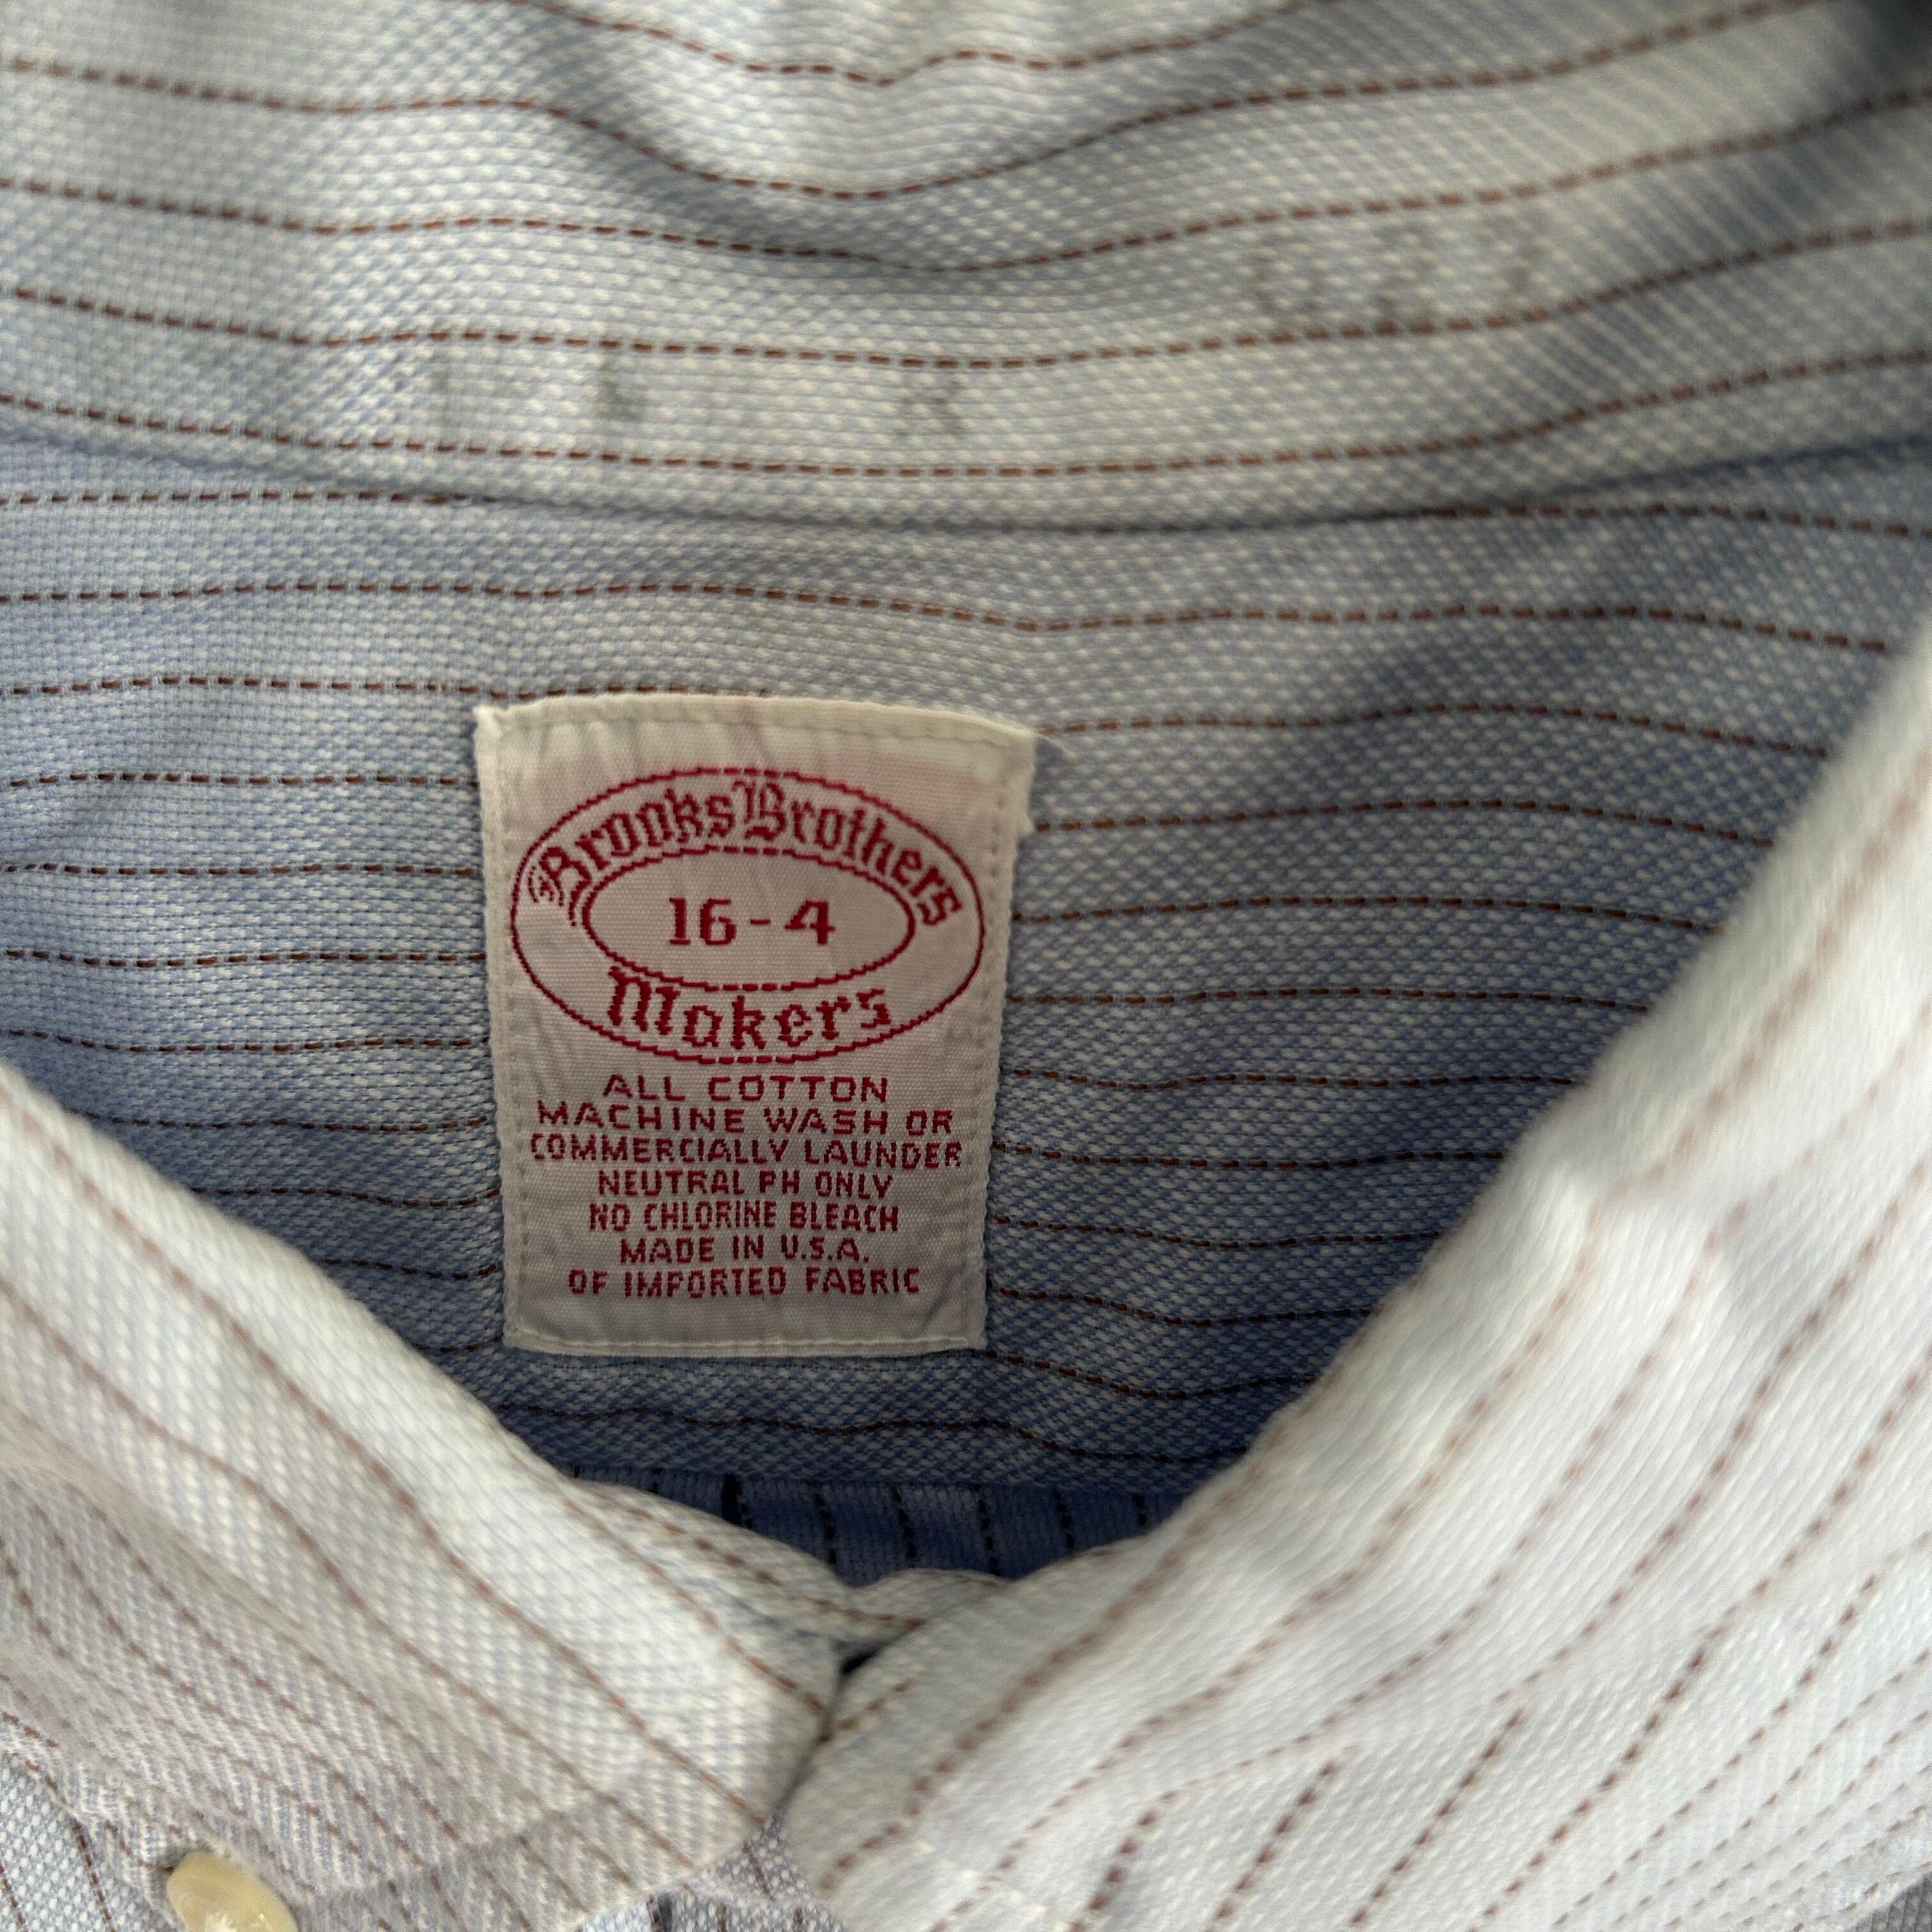 Brooks Brothers
16-4
Makers
ALL COTTON
MACHINE WASH OR
COMMERCIALLY LAUNDER
NEUTRAL PH ONLY
NO CHLORINE BLEACH
MADE IN U.S.A.
OF IMPORTED FABRIC